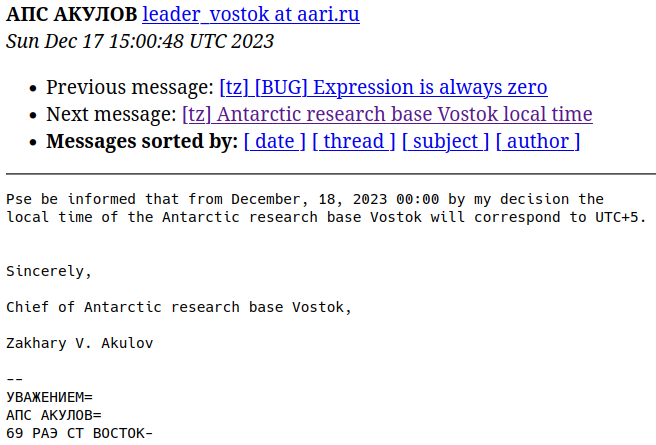 АПС АКУЛОВ leader_vostok at aari.ru
Sun Dec 17 15:00:48 UTC 2023
• Previous message: [tz] [BUG] Expression is always zero
• Next message: [tz] Antarctic research base Vostok local time
• Messages sorted by: [ date ] [ thread ] [ subject ] [ author ]
Pse be informed that from December, 18, 2023 00:00 by my decision the
local time of the Antarctic research base Vostok will correspond to UTC+5.
Sincerely,
Chief of Antarctic research base Vostok,
Zakhary V. Akulov
--
УВАЖЕНИЕМ=
АПС АКУЛОВ=
69 РАЭ СТ ВОСТОК-